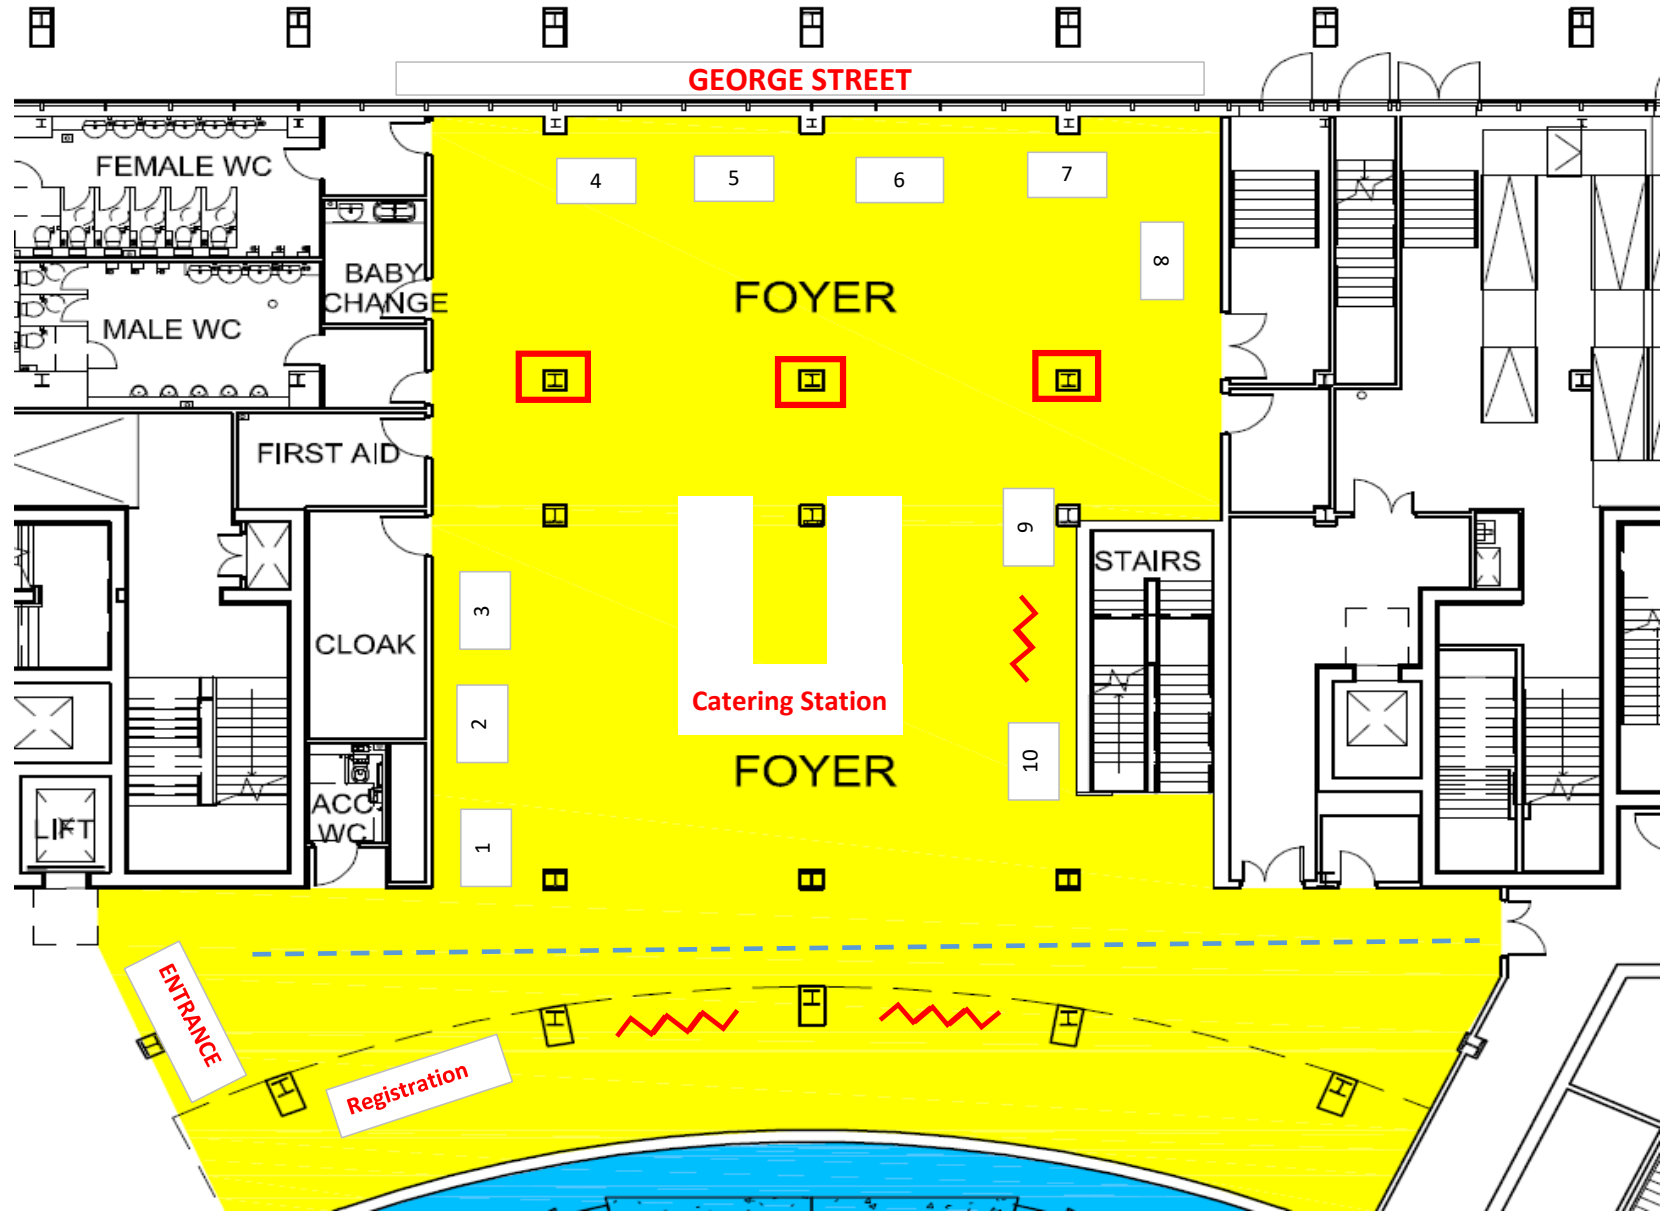 GEORGE STREET
FEMALE WC
4
5
6
7
8
BABY
CHANGE
FOYER
MALE WC
FIRST AID
9
STAIRS
3
CLOAK
Catering Station
2
10
FOYER
ACC
WC
LIFT
1
ENTRANCE
Registration